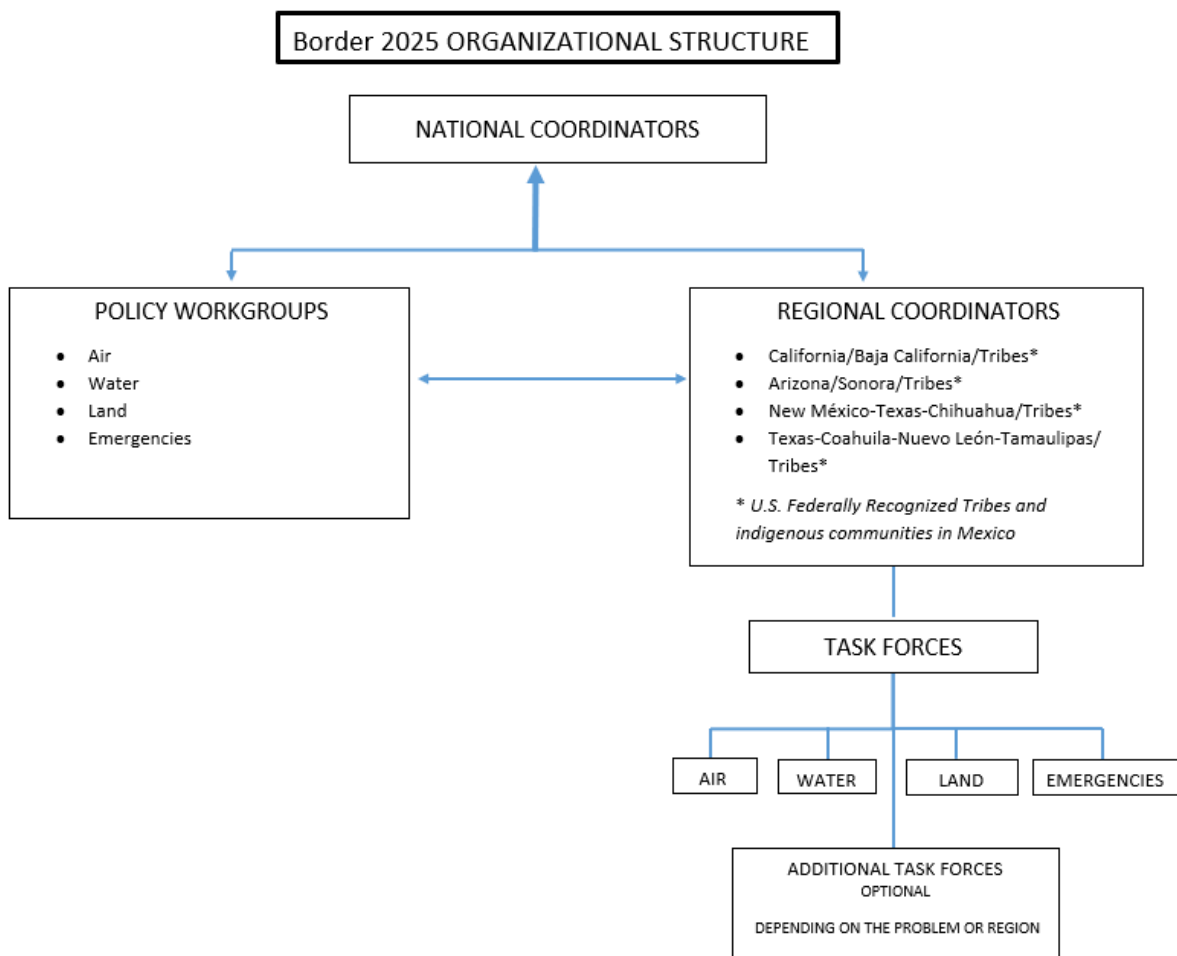 Border 2025 ORGANIZATIONAL STRUCTURE
NATIONAL COORDINATORS
POLICY WORKGROUPS
• Air
• Water
• Land
• Emergencies
REGIONAL COORDINATORS
• California/Baja California/Tribes*
• Arizona/Sonora/Tribes*
• New México-Texas-Chihuahua/Tribes*
• Texas-Coahuila-Nuevo León-Tamaulipas/
Tribes*
* U.S. Federally Recognized Tribes and
indigenous communities in Mexico
TASK FORCES
AIR
WATER
LAND
EMERGENCIES
ADDITIONAL TASK FORCES
OPTIONAL
DEPENDING ON THE PROBLEM OR REGION